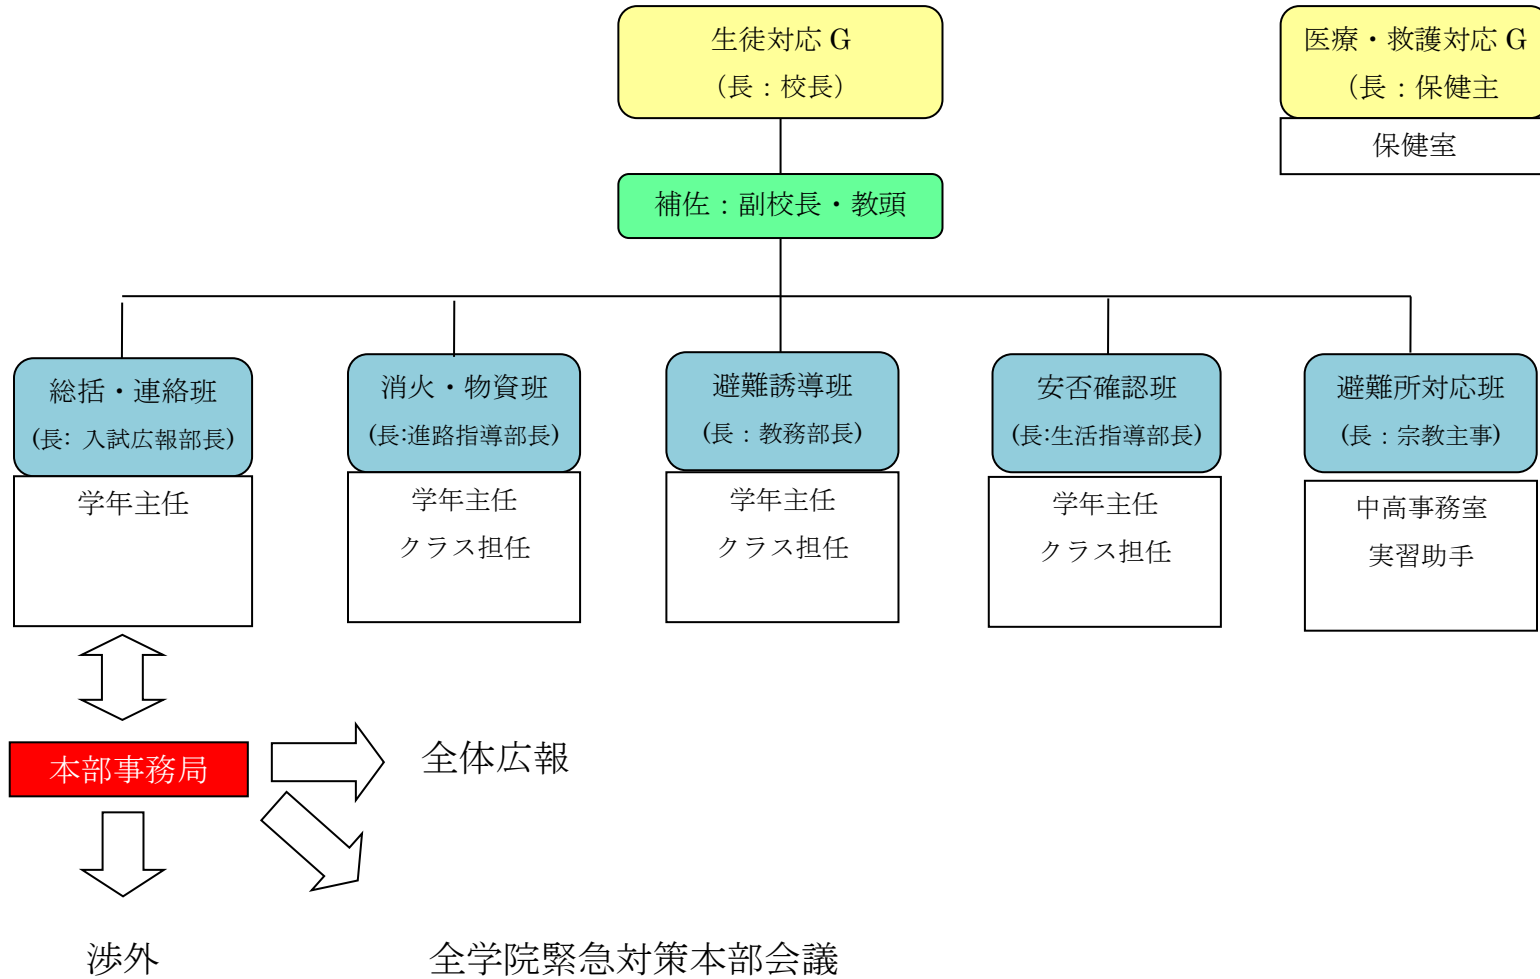 生徒対応 G
（長：校長）
医療・救護対応 G
（長：保健主
保健室
補佐：副校長・教頭
総括・連絡班
(長: 入試広報部長)
学年主任
消火・物資班
(長:進路指導部長)
学年主任
クラス担任
避難誘導班
(長：教務部長)
学年主任
クラス担任
安否確認班
(長:生活指導部長)
学年主任
クラス担任
避難所対応班
(長：宗教主事)
中高事務室
実習助手
本部事務局
全体広報
渉外
全学院緊急対策本部会議